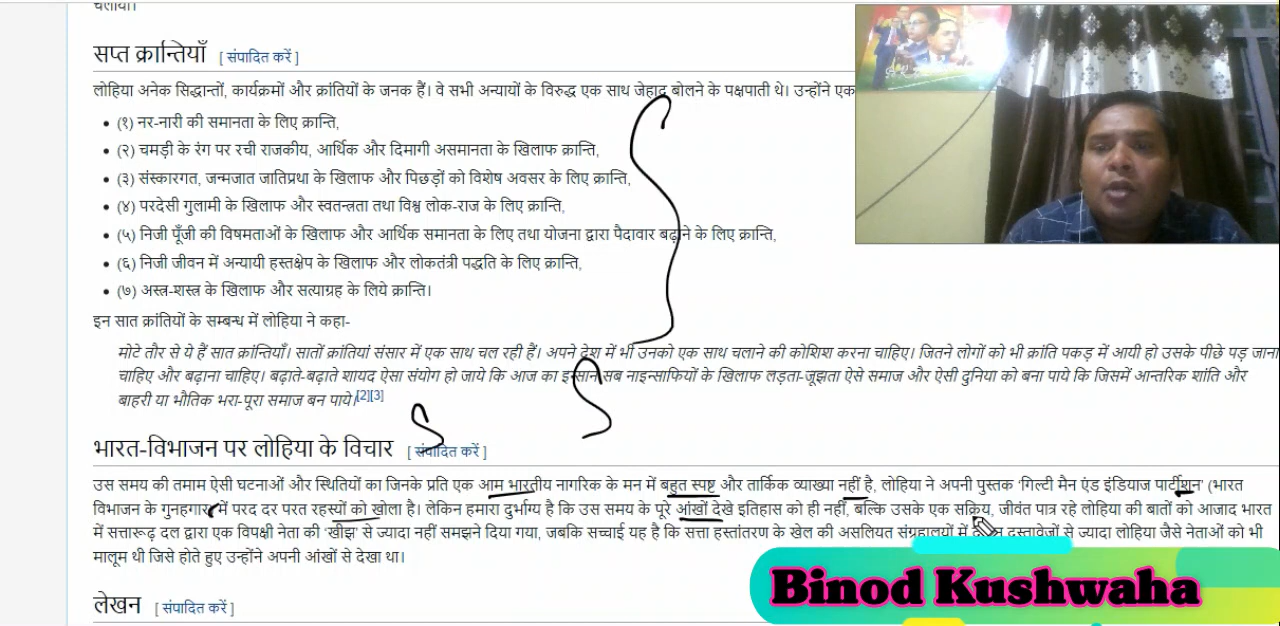 चलाया।
सप्त क्रान्तियाँ [ संपादित करें ]
लोहिया अनेक सिद्धान्तों, कार्यक्रमों और क्रांतियों के जनक हैं। वे सभी अन्यायों के विरुद्ध एक साथ जेहाद बोलने के पक्षपाती थे। उन्होंने एक
• (१) नर-नारी की समानता के लिए क्रान्ति,
• (२) चमड़ी के रंग पर रची राजकीय, आर्थिक और दिमागी असमानता के खिलाफ क्रान्ति,
• (३) संस्कारगत, जन्मजात जातिप्रथा के खिलाफ और पिछड़ों को विशेष अवसर के लिए क्रान्ति,
• (४) परदेसी गुलामी के खिलाफ और स्वतन्त्रता तथा विश्व लोक-राज के लिए क्रान्ति,
• (५) निजी पूँजी की विषमताओं के खिलाफ और आर्थिक समानता के लिए तथा योजना द्वारा पैदावार बढ़ाने के लिए क्रान्ति,
• (६) निजी जीवन में अन्यायी हस्तक्षेप के खिलाफ और लोकतंत्री पद्धति के लिए क्रान्ति,
• (७) अस्त्र-शस्त्र के खिलाफ और सत्याग्रह के लिये क्रान्ति।
इन सात क्रांतियों के सम्बन्ध में लोहिया ने कहा-
मोटे तौर से ये हैं सात क्रान्तियाँ। सातों क्रांतियां संसार में एक साथ चल रही हैं। अपने देश में भी उनको एक साथ चलाने की कोशिश करना चाहिए। जितने लोगों को भी क्रांति पकड़ में आयी हो उसके पीछे पड़ जाना
चाहिए और बढ़ाना चाहिए। बढ़ाते-बढ़ाते शायद ऐसा संयोग हो जाये कि आज का इन्सान सब नाइन्साफियों के खिलाफ लड़ता-जूझता ऐसे समाज और ऐसी दुनिया को बना पाये कि जिसमें आन्तरिक शांति और
बाहरी या भौतिक भरा-पूरा समाज बन पाये।[2][3]
भारत-विभाजन पर लोहिया के विचार [ संपादित करें ]
उस समय की तमाम ऐसी घटनाओं और स्थितियों का जिनके प्रति एक आम भारतीय नागरिक के मन में बहुत स्पष्ट और तार्किक व्याख्या नहीं है, लोहिया ने अपनी पुस्तक 'गिल्टी मैन एंड इंडियाज पार्टीशन' (भारत
विभाजन के गुनहगार में परद दर परत रहस्यों को खोला है। लेकिन हमारा दुर्भाग्य है कि उस समय के पूरे आंखों देखे इतिहास को ही नहीं, बल्कि उसके एक सक्रिय, जीवंत पात्र रहे लोहिया की बातों को आजाद भारत
में सत्तारूढ़ दल द्वारा एक विपक्षी नेता की 'खीझ' से ज्यादा नहीं समझने दिया गया, जबकि सच्चाई यह है कि सत्ता हस्तांतरण के खेल की असलियत संग्रहालयों में दस्तावेजों से ज्यादा लोहिया जैसे नेताओं को भी
मालूम थी जिसे होते हुए उन्होंने अपनी आंखों से देखा था।
Binod Kushwaha
लेखन [ संपादित करें ]